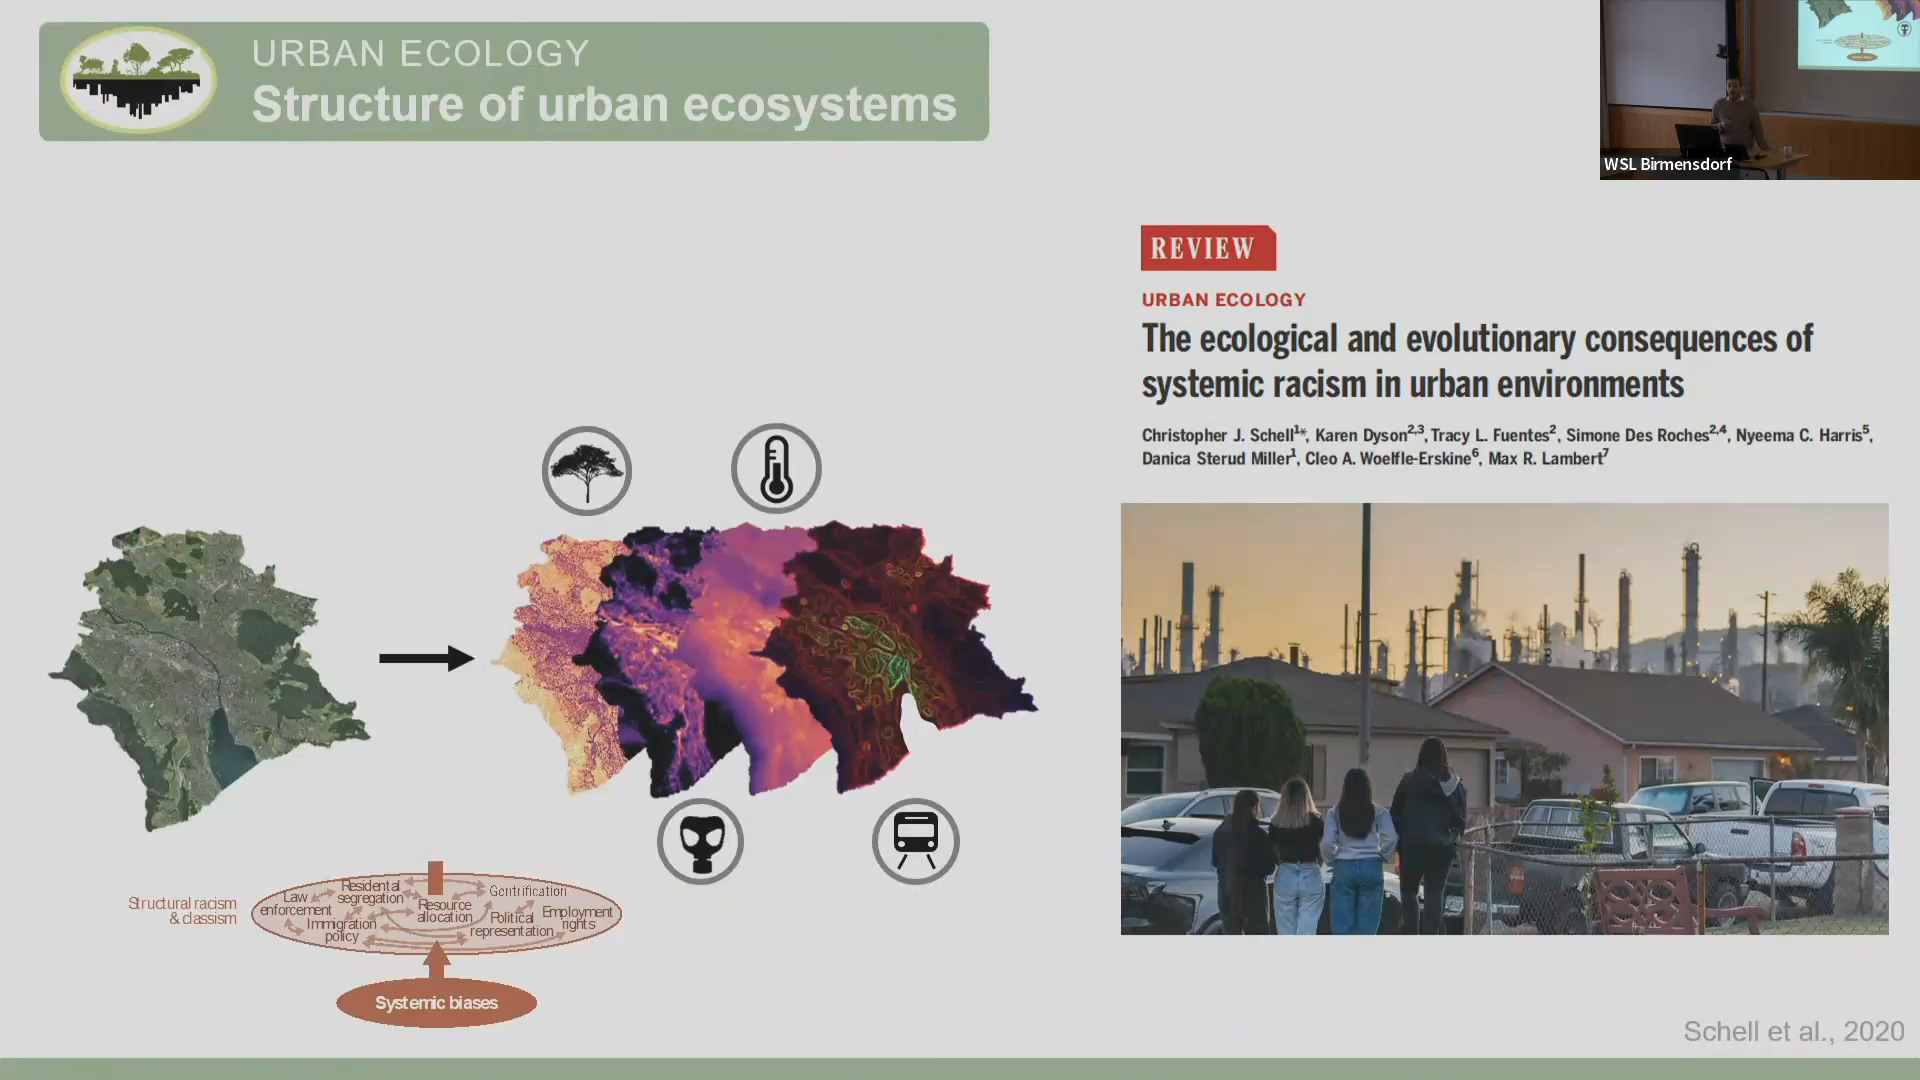 URBAN ECOLOGY
Structure of urban ecosystems
WSL Birmensdorf
REVIEW
URBAN ECOLOGY
The ecological and evolutionary consequences of
systemic racism in urban environments
Christopher J. Schell1*, Karen Dyson2,3, Tracy L. Fuentes2, Simone Des Roches2,4, Nyeema C. Harris5,
Danica Sterud Miller1, Cleo A. Woelfle-Erskine6, Max R. Lambert7
Structural racism
& classism
Law
enforcement
Residental
segregation
Immigration
policy
Resource
allocation
Gentrification
Political
representation
Employment
rights
Systemic biases
Schell et al., 2020